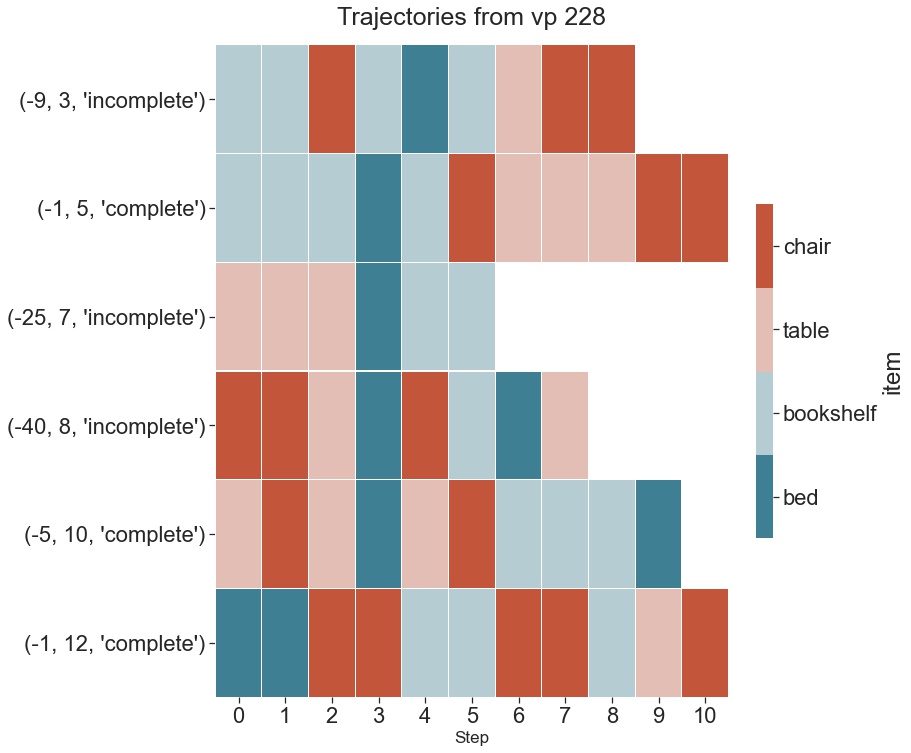 Trajectories from vp 228
(-9, 3, 'incomplete')
(-1, 5, 'complete')
(-25, 7, 'incomplete')
(-40, 8, 'incomplete')
(-5, 10, 'complete')
(-1, 12, 'complete')
0 1 2 3 4 5 6 7 8 9 10
Step
chair
table
bookshelf
bed
item